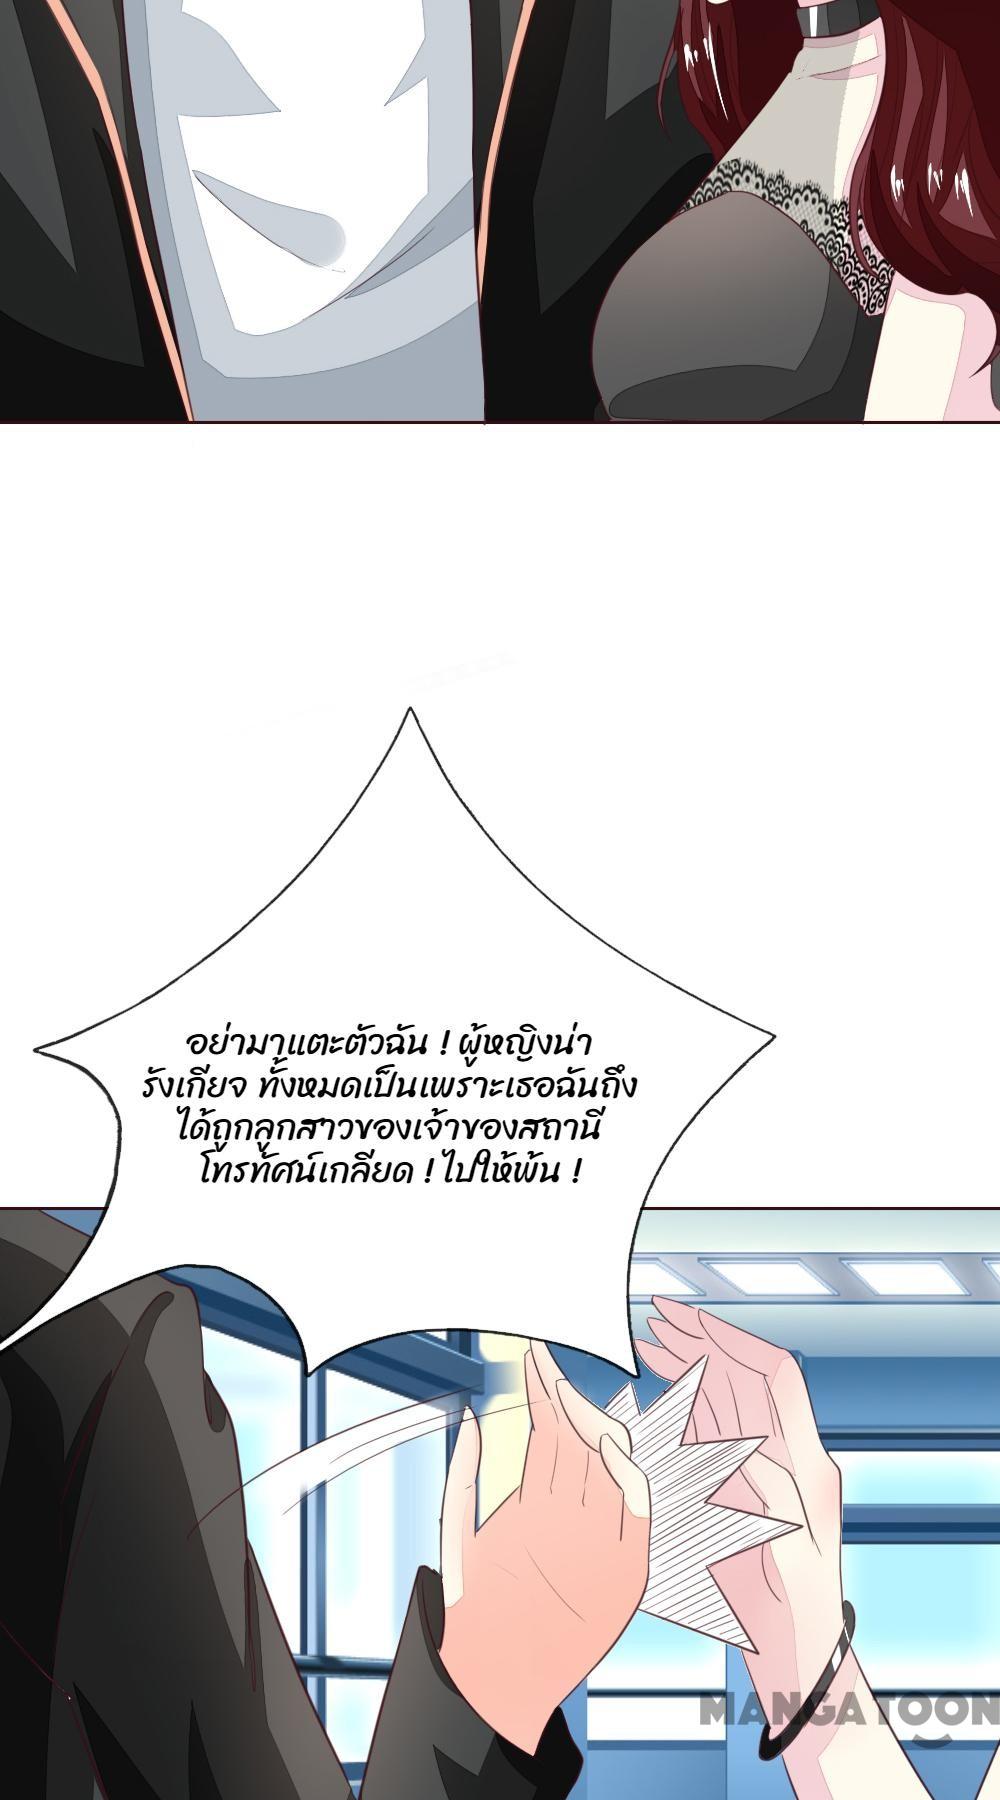 อย่ามาแตะตัวฉัน ! ผู้หญิงน่า
รังเกียจ ทั้งหมดเป็นเพราะเธอฉันถึง
ได้ถูกลูกสาวของเจ้าของสถานี
โทรทัศน์เกลียด ! ไปให้พ้น !
MANGATOON